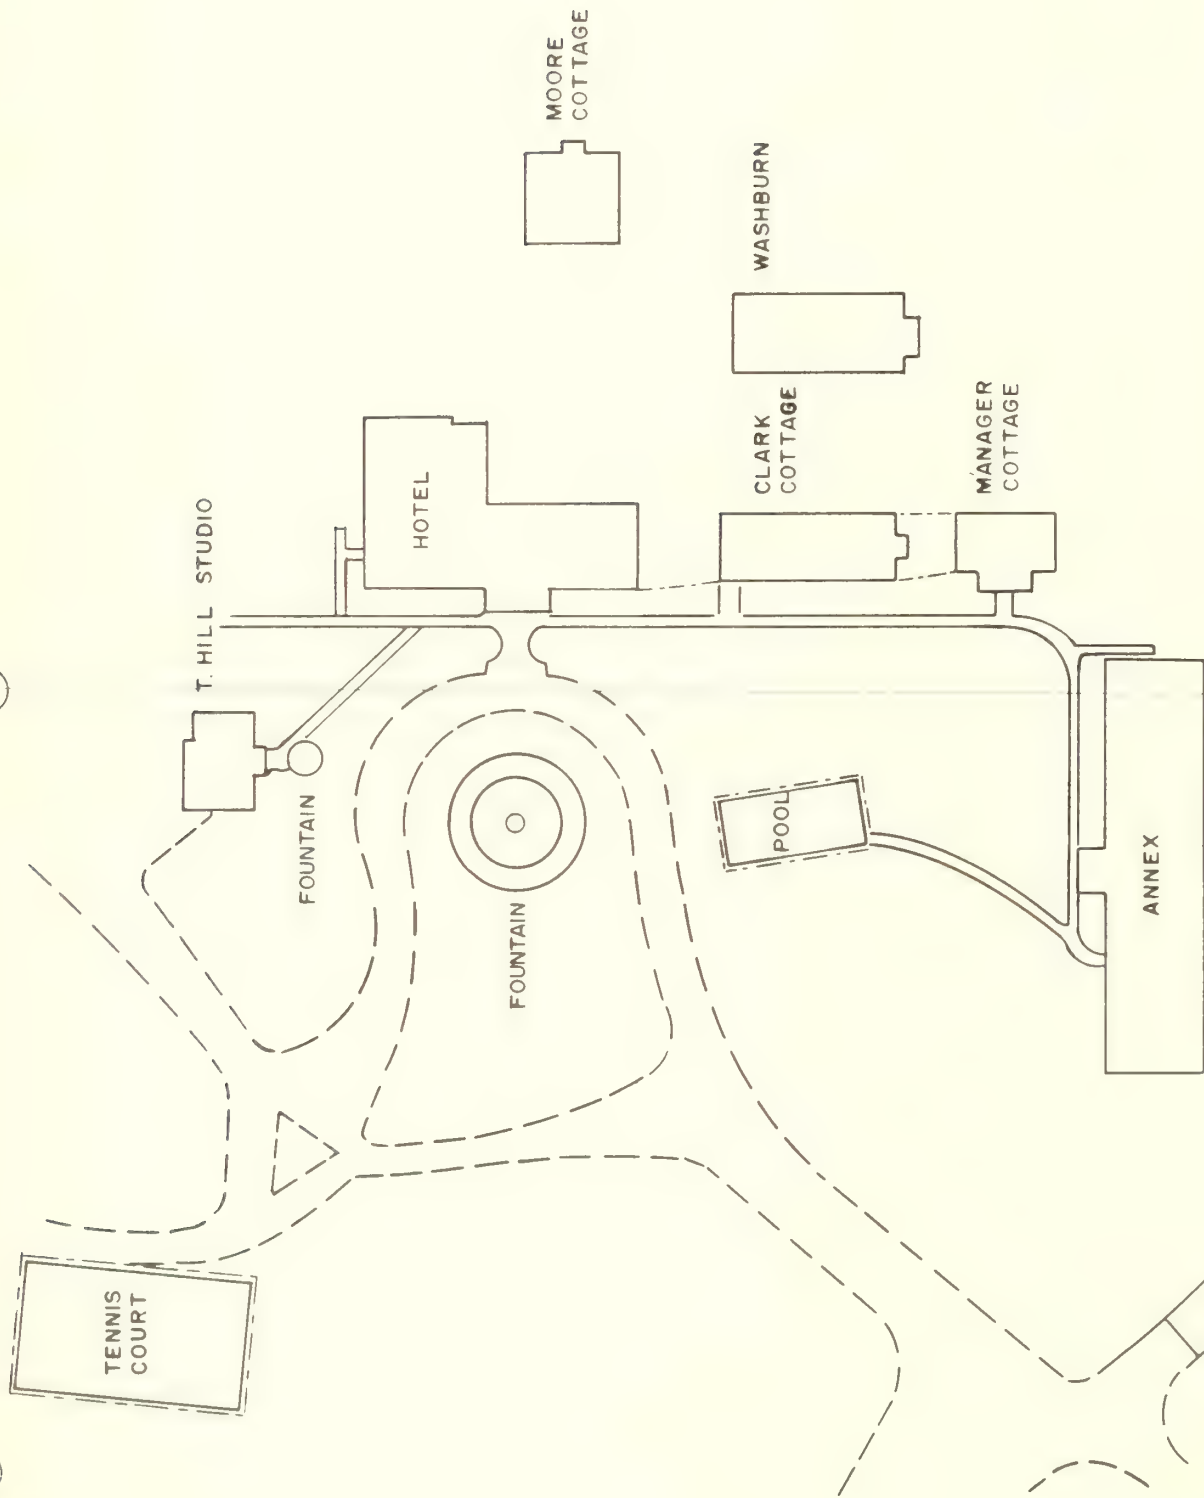 MOORE
COTTAGE
WASHBURN
CLARK
COTTAGE
MANAGER
COTTAGE
HOTEL
T. HILL STUDIO
FOUNTAIN
FOUNTAIN
POOL
ANNEX
TENNIS
COURT